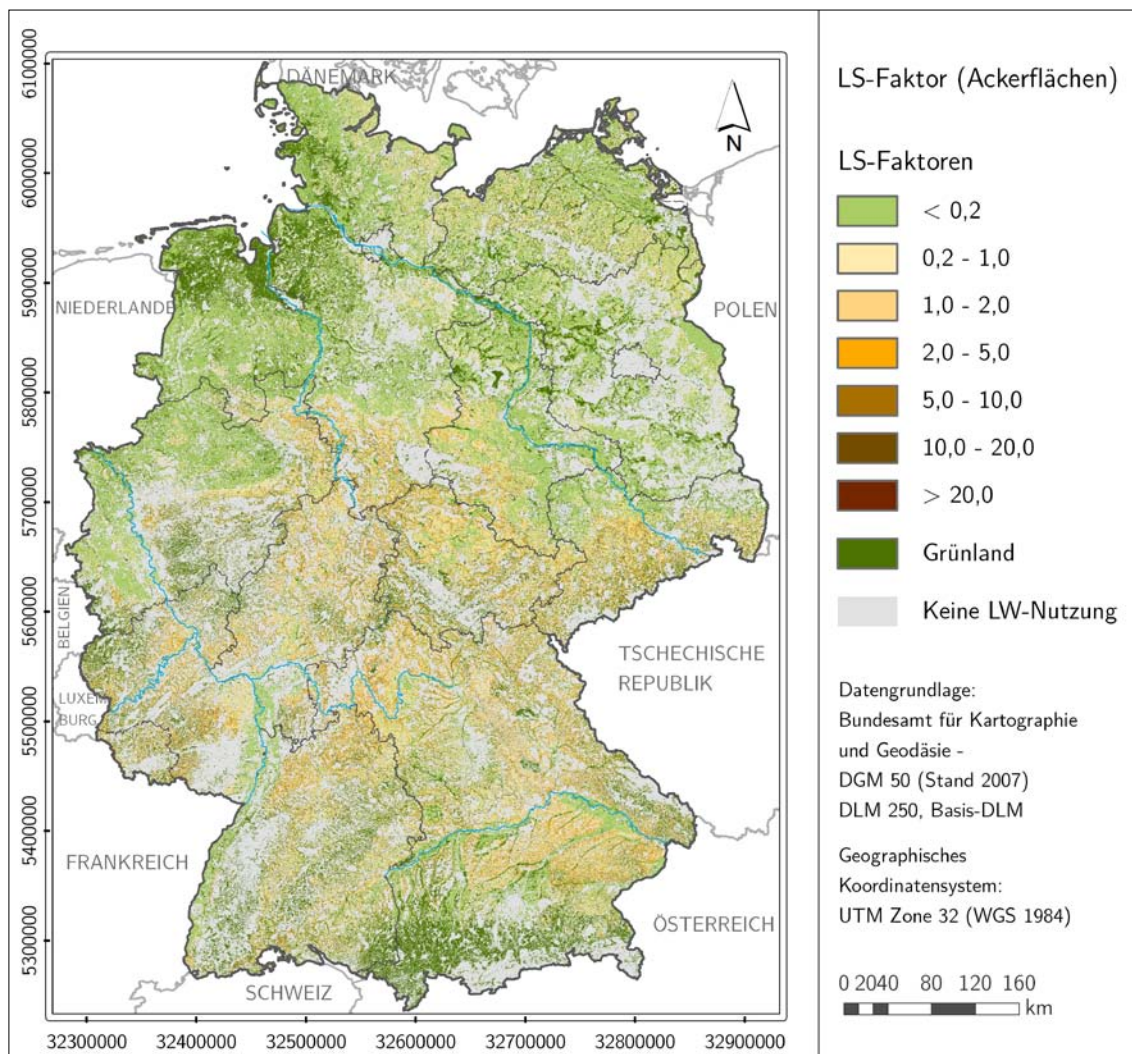 DÄNEMARK
N
NIEDERLANDE
POLEN
BELGIEN
LUXEM
BURG
TSCHECHISCHE
REPUBLIK
FRANKREICH
ÖSTERREICH
SCHWEIZ
6100000
6000000
5900000
5800000
5700000
5600000
5500000
5400000
5300000
32300000 32400000 32500000 32600000 32700000 32800000 32900000
LS-Faktor (Ackerflächen)
LS-Faktoren
< 0,2
0,2 - 1,0
1,0 - 2,0
2,0 - 5,0
5,0 - 10,0
10,0 - 20,0
> 20,0
Grünland
Keine LW-Nutzung
Datengrundlage:
Bundesamt für Kartographie
und Geodäsie -
DGM 50 (Stand 2007)
DLM 250, Basis-DLM
Geographisches
Koordinatensystem:
UTM Zone 32 (WGS 1984)
0 2040 80 120 160
km